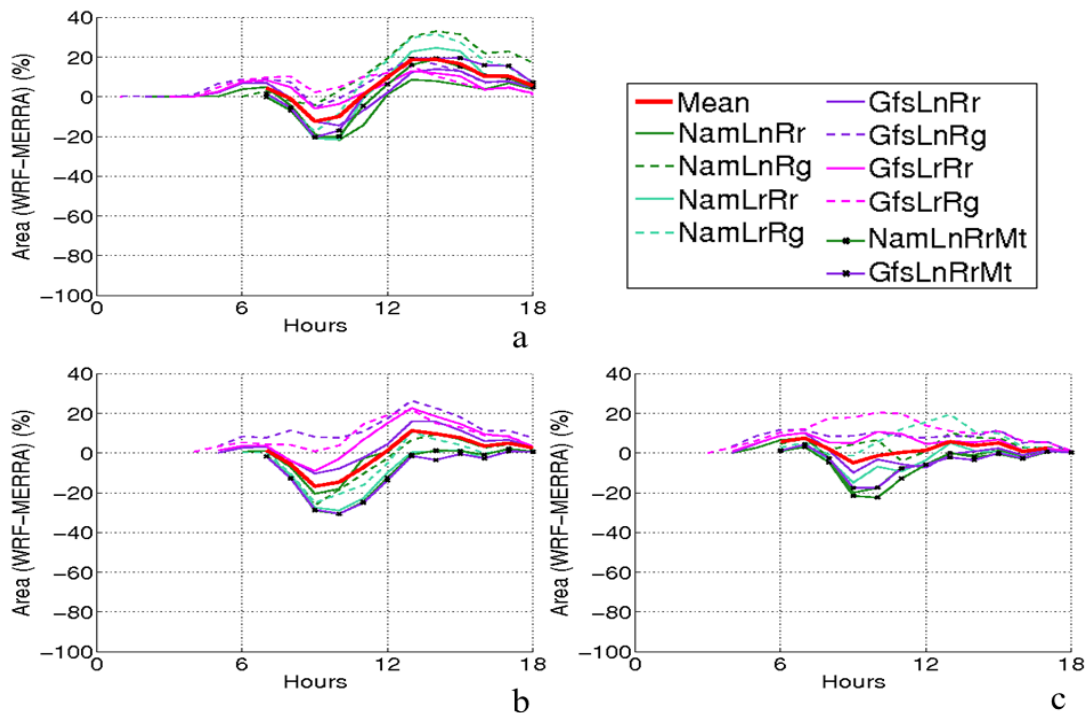 Area (WRF-MERRA) (%)
40
20
0
−20
−40
−60
−80
−100
0
6
12
18
Hours
a
Mean
NamLnRr
NamLnRg
NamLrRr
NamLrRg
GfsLnRr
GfsLnRg
GfsLrRr
GfsLrRg
NamLnRrMt
GfsLnRrMt
Area (WRF-MERRA) (%)
40
20
0
−20
−40
−60
−80
−100
0
6
12
18
Hours
b
Area (WRF-MERRA) (%)
40
20
0
−20
−40
−60
−80
−100
0
6
12
18
Hours
c